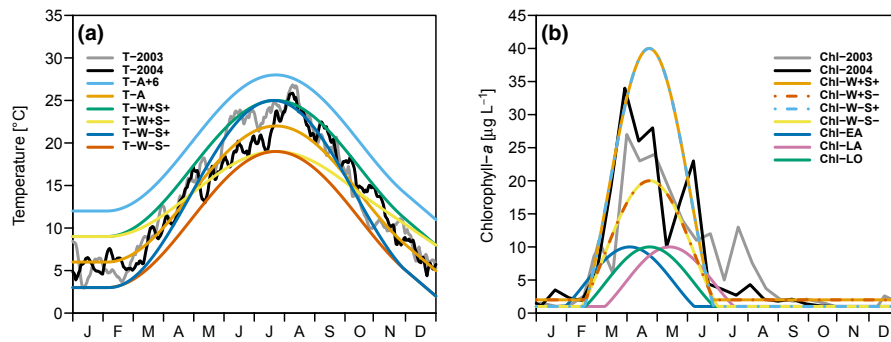 (a)
35
30
25
20
15
10
5
0
Temperature [°C]
T−2003
T−2004
T−A+6
T−A
T−W+S+
T−W+S−
T−W−S+
T−W−S−
J F M A M J J A S O N D
(b)
45
40
35
30
25
20
15
10
5
0
Chlorophyll−a [µg L⁻¹]
Chl−2003
Chl−2004
Chl−W+S+
Chl−W+S−
Chl−W−S+
Chl−W−S−
Chl−EA
Chl−LA
Chl−LO
J F M A M J J A S O N D